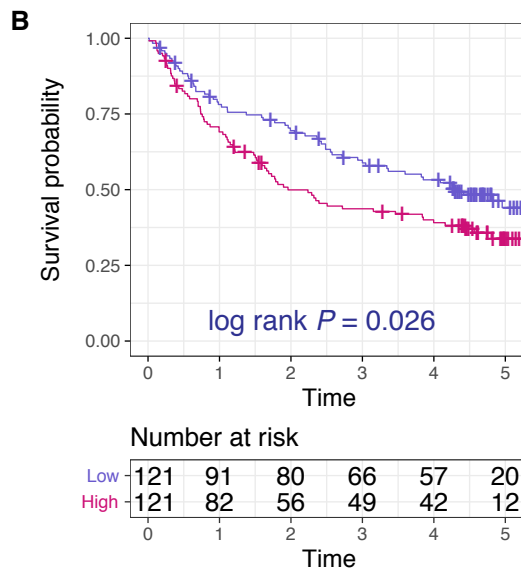 B
1.00
0.75
0.50
0.25
0.00
Survival probability
log rank P = 0.026
0 1 2 3 4 5
Time
Number at risk
Low 121 91 80 66 57 20
High 121 82 56 49 42 12
0 1 2 3 4 5
Time